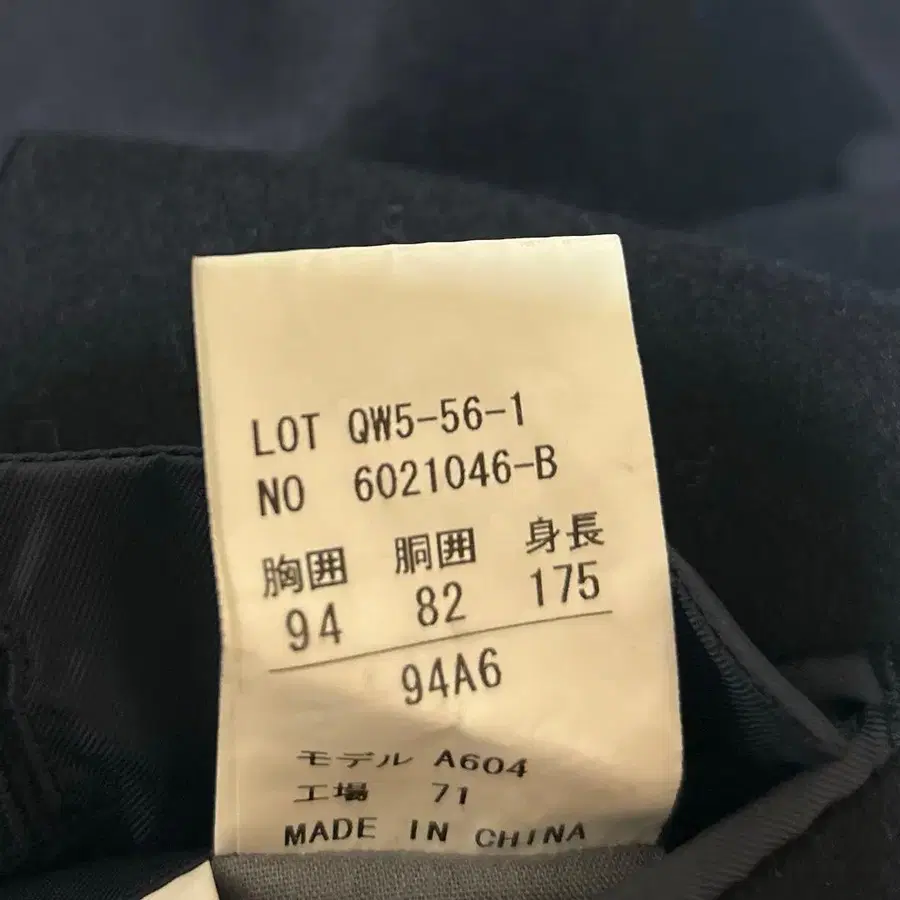 LOT QW5-56-1
NO 6021046-B
胸囲 胴囲 身長
94 82 175
94A6
モデル A604
工場 71
MADE IN CHINA